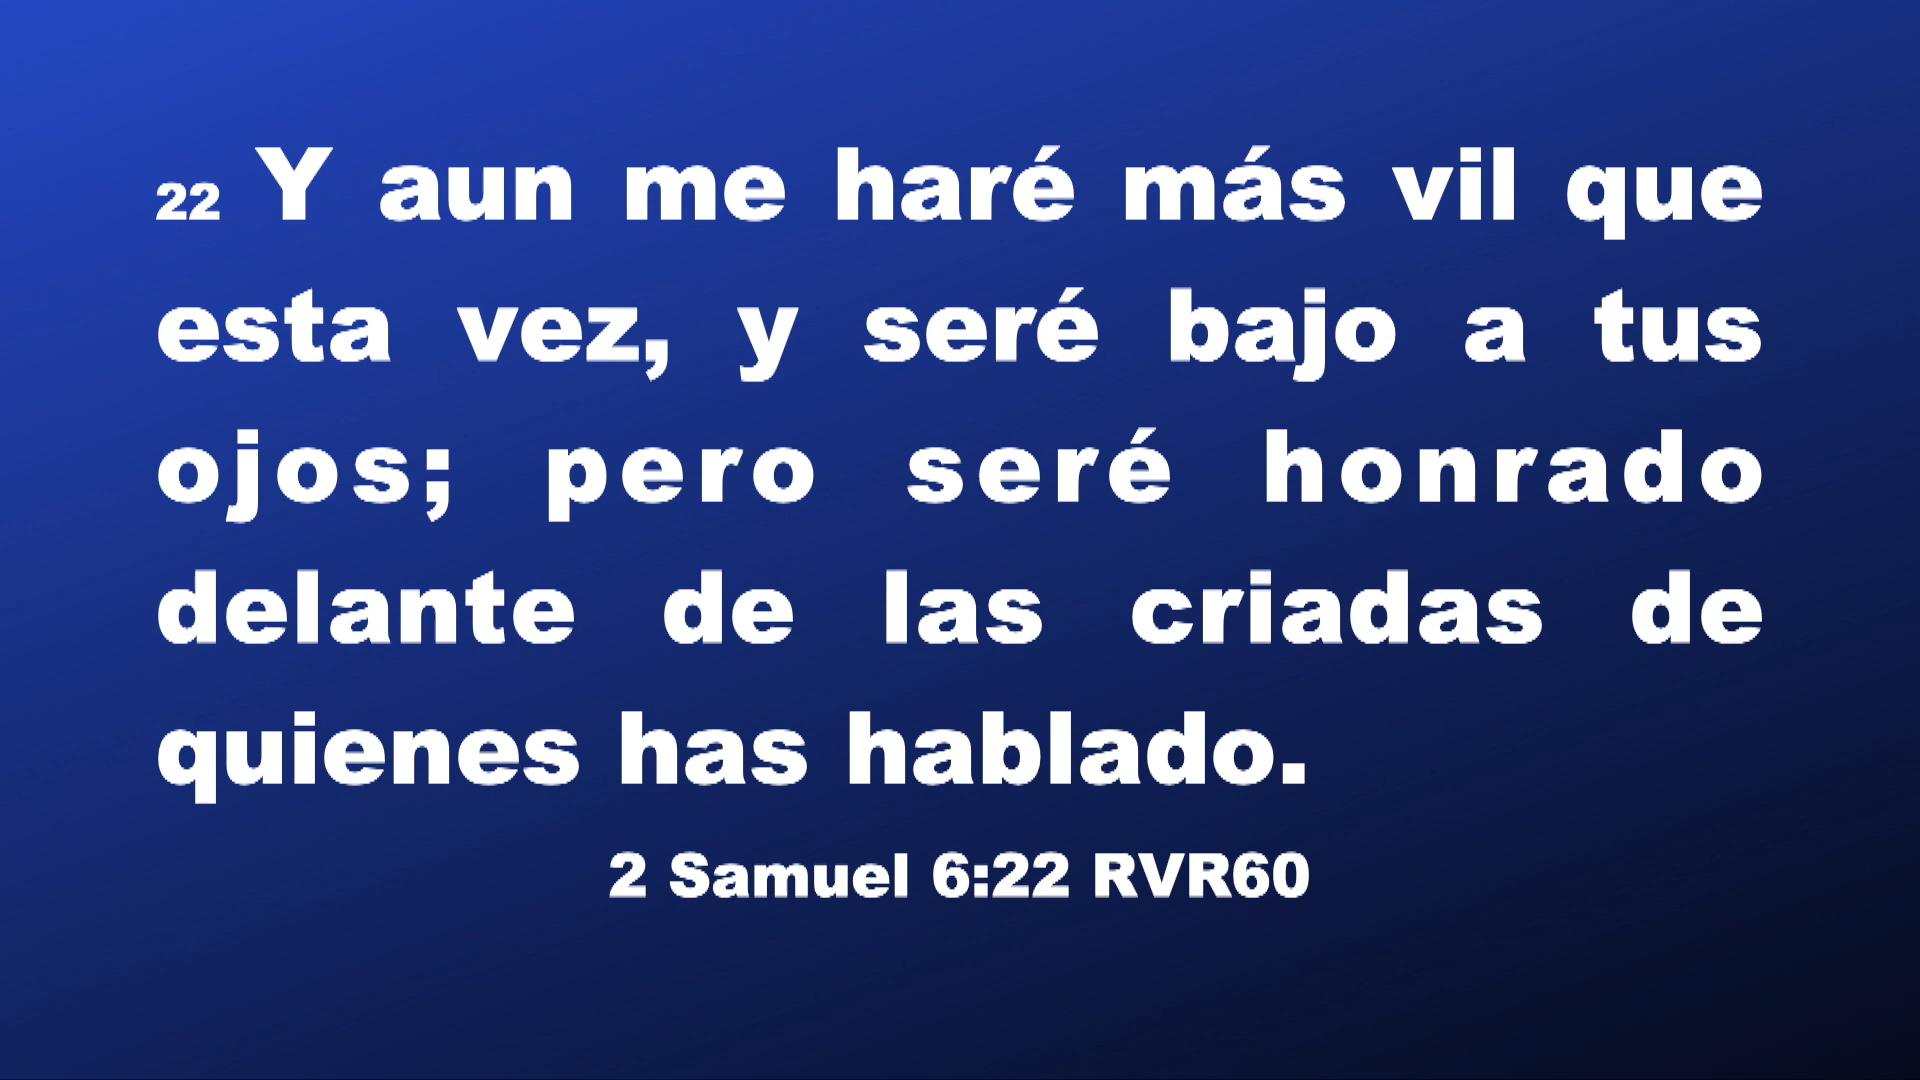 22 Y aun me haré más vil que
esta vez, y seré bajo a tus
ojos; pero seré honrado
delante de las criadas de
quienes has hablado.
2 Samuel 6:22 RVR60